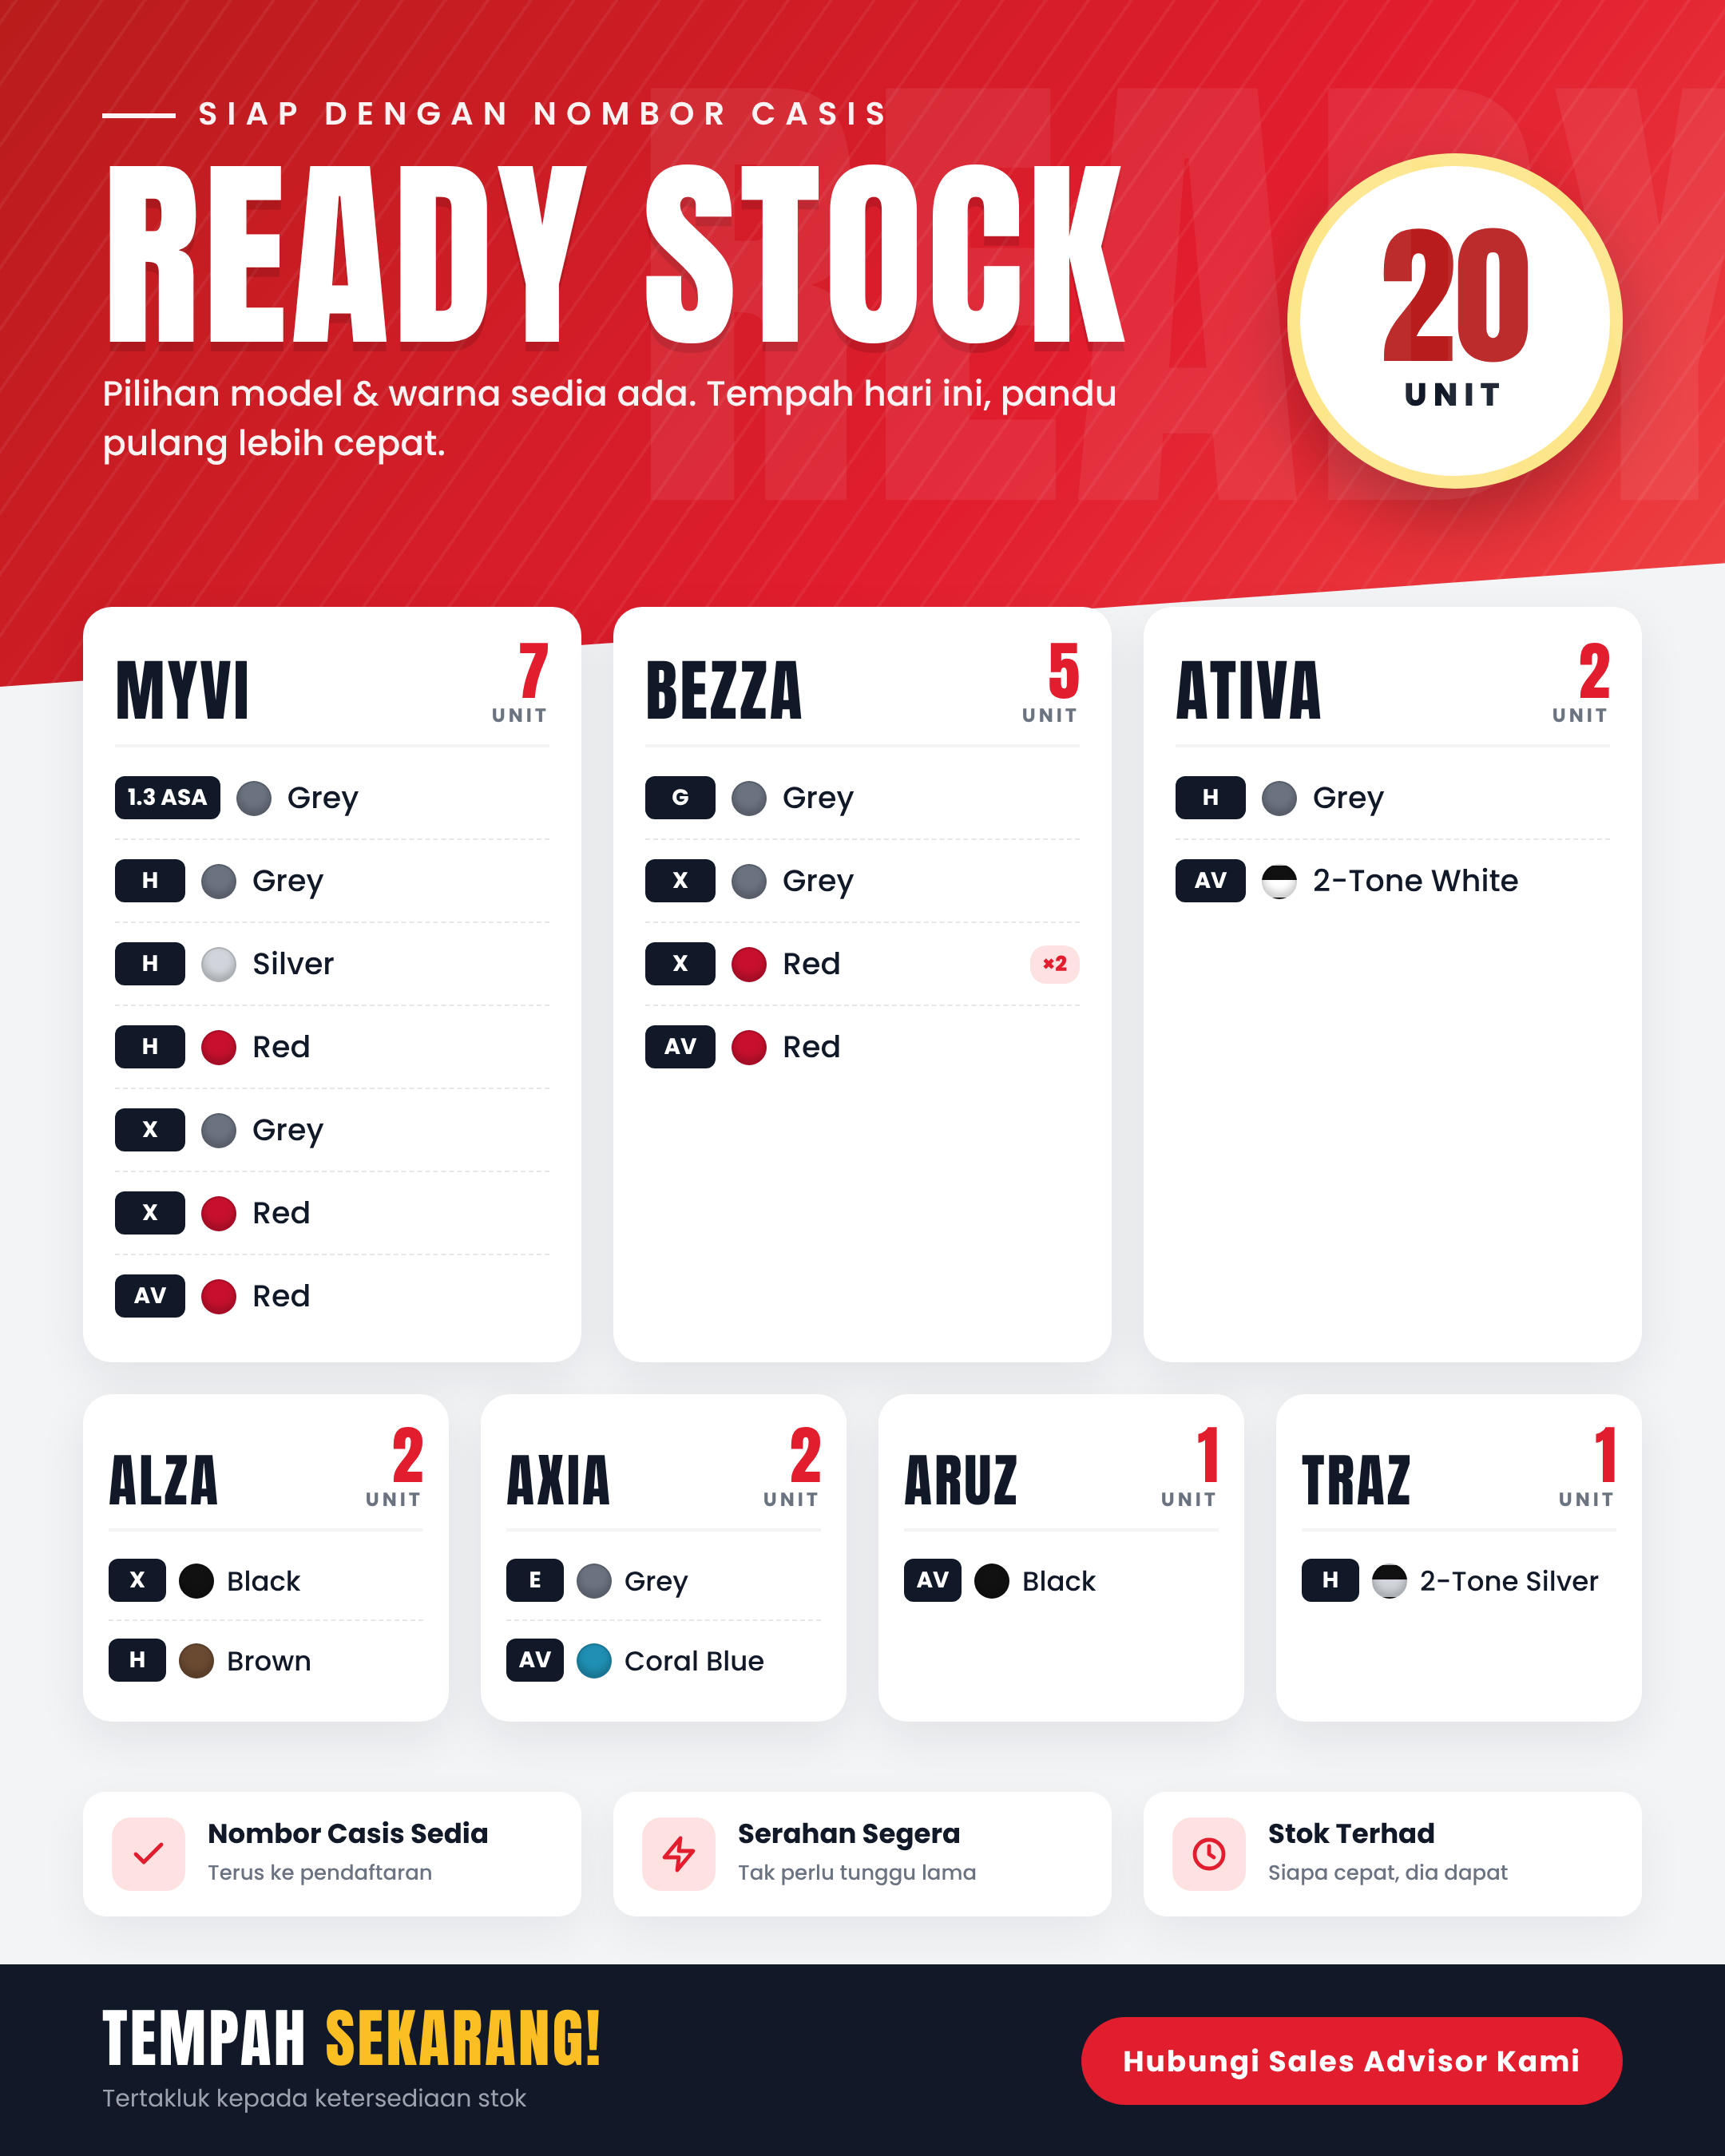 SIAP DENGAN NOMBOR CASIS
READY
READY STOCK
Pilihan model & warna sedia ada. Tempah hari ini, pandu
pulang lebih cepat.
20
UNIT
MYVI
7
UNIT
1.3 ASA Grey
H Grey
H Silver
H Red
X Grey
X Red
AV Red
BEZZA
5
UNIT
G Grey
X Grey
X Red ×2
AV Red
ATIVA
2
UNIT
H Grey
AV 2-Tone White
ALZA
2
UNIT
X Black
H Brown
AXIA
2
UNIT
E Grey
AV Coral Blue
ARUZ
1
UNIT
AV Black
TRAZ
1
UNIT
H 2-Tone Silver
Nombor Casis Sedia
Terus ke pendaftaran
Serahan Segera
Tak perlu tunggu lama
Stok Terhad
Siapa cepat, dia dapat
TEMPAH SEKARANG!
Tertakluk kepada ketersediaan stok
Hubungi Sales Advisor Kami